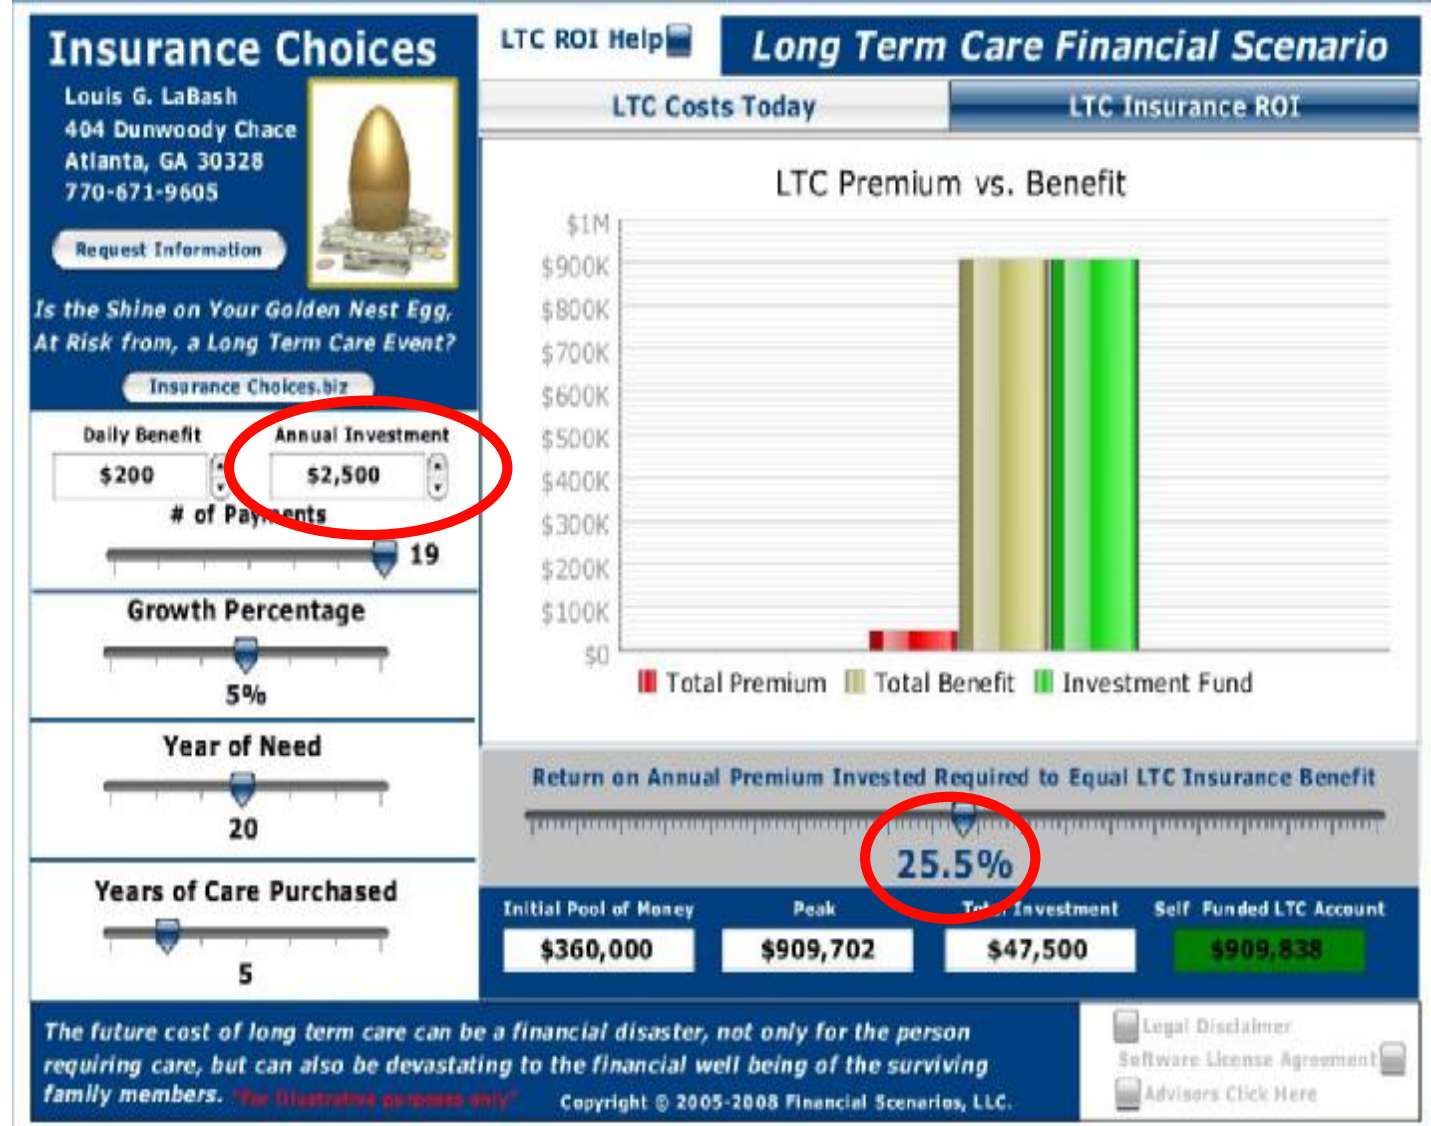 Insurance Choices
Louis G. LaBash
404 Dunwoody Chace
Atlanta, GA 30328
770-671-9605
Request Information
Is the Shine on Your Golden Nest Egg,
At Risk from, a Long Term Care Event?
Insurance Choices.biz
Daily Benefit
Annual Investment
$200
$2,500
# of Payments
19
Growth Percentage
5%
Year of Need
20
Years of Care Purchased
5
LTC ROI Help
Long Term Care Financial Scenario
LTC Costs Today
LTC Insurance ROI
LTC Premium vs. Benefit
$1M
$900K
$800K
$700K
$600K
$500K
$400K
$300K
$200K
$100K
$0
Total Premium
Total Benefit
Investment Fund
Return on Annual Premium Invested Required to Equal LTC Insurance Benefit
25.5%
Initial Pool of Money
Peak
Total Investment
Self Funded LTC Account
$360,000
$909,702
$47,500
$909,838
The future cost of long term care can be a financial disaster, not only for the person
requiring care, but can also be devastating to the financial well being of the surviving
family members. "For Illustrative purposes only"
Copyright © 2005-2008 Financial Scenarios, LLC.
Legal Disclaimer
Software License Agreement
Advisors Click Here